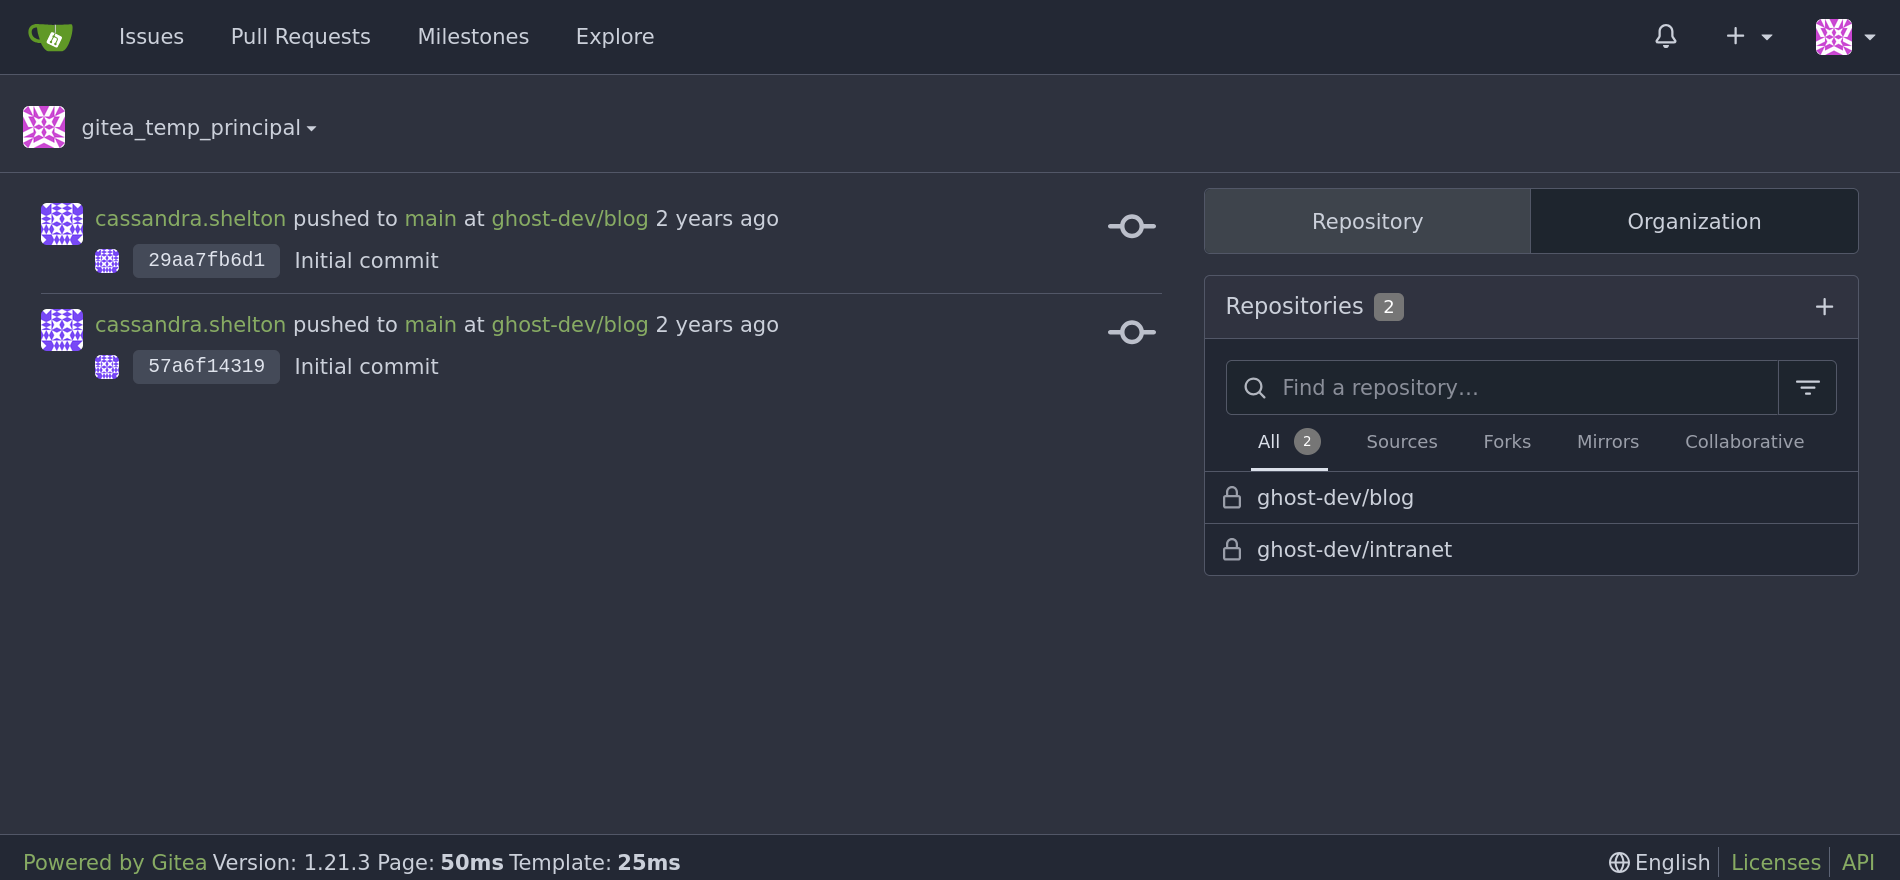 Issues Pull Requests Milestones Explore
gitea_temp_principal
cassandra.shelton pushed to main at ghost-dev/blog 2 years ago
29aa7fb6d1 Initial commit
cassandra.shelton pushed to main at ghost-dev/blog 2 years ago
57a6f14319 Initial commit
Repository Organization
Repositories 2
Find a repository...
All 2 Sources Forks Mirrors Collaborative
ghost-dev/blog
ghost-dev/intranet
Powered by Gitea Version: 1.21.3 Page: 50ms Template: 25ms English Licenses API